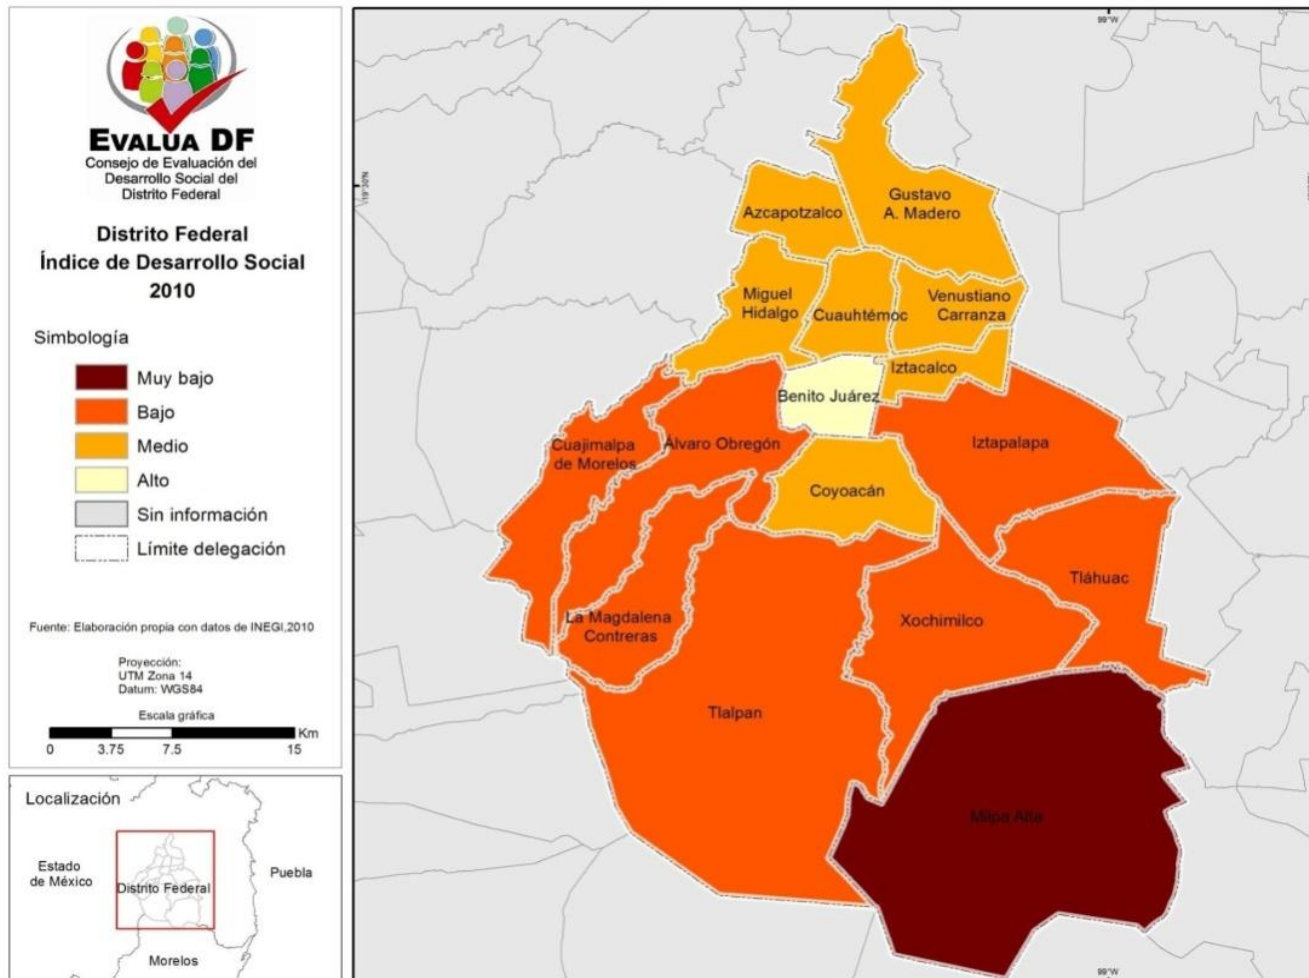 EVALUA DF
Consejo de Evaluación del
Desarrollo Social del
Distrito Federal
Distrito Federal
Índice de Desarrollo Social
2010
Simbología
Muy bajo
Bajo
Medio
Alto
Sin información
Límite delegación
Fuente: Elaboración propia con datos de INEGI,2010
Proyección:
UTM Zona 14
Datum: WGS84
Escala gráfica
Km
0 3.75 7.5 15
Localización
Estado
de México
Distrito Federal
Puebla
Morelos
99°W
19°30'N
Gustavo
A. Madero
Azcapotzalco
Miguel
Hidalgo
Cuauhtémoc
Venustiano
Carranza
Iztacalco
Benito Juárez
Cuajimalpa
de Morelos
Álvaro Obregón
Iztapalapa
Coyoacán
Tláhuac
La Magdalena
Contreras
Xochimilco
Tlalpan
Milpa Alta
99°W